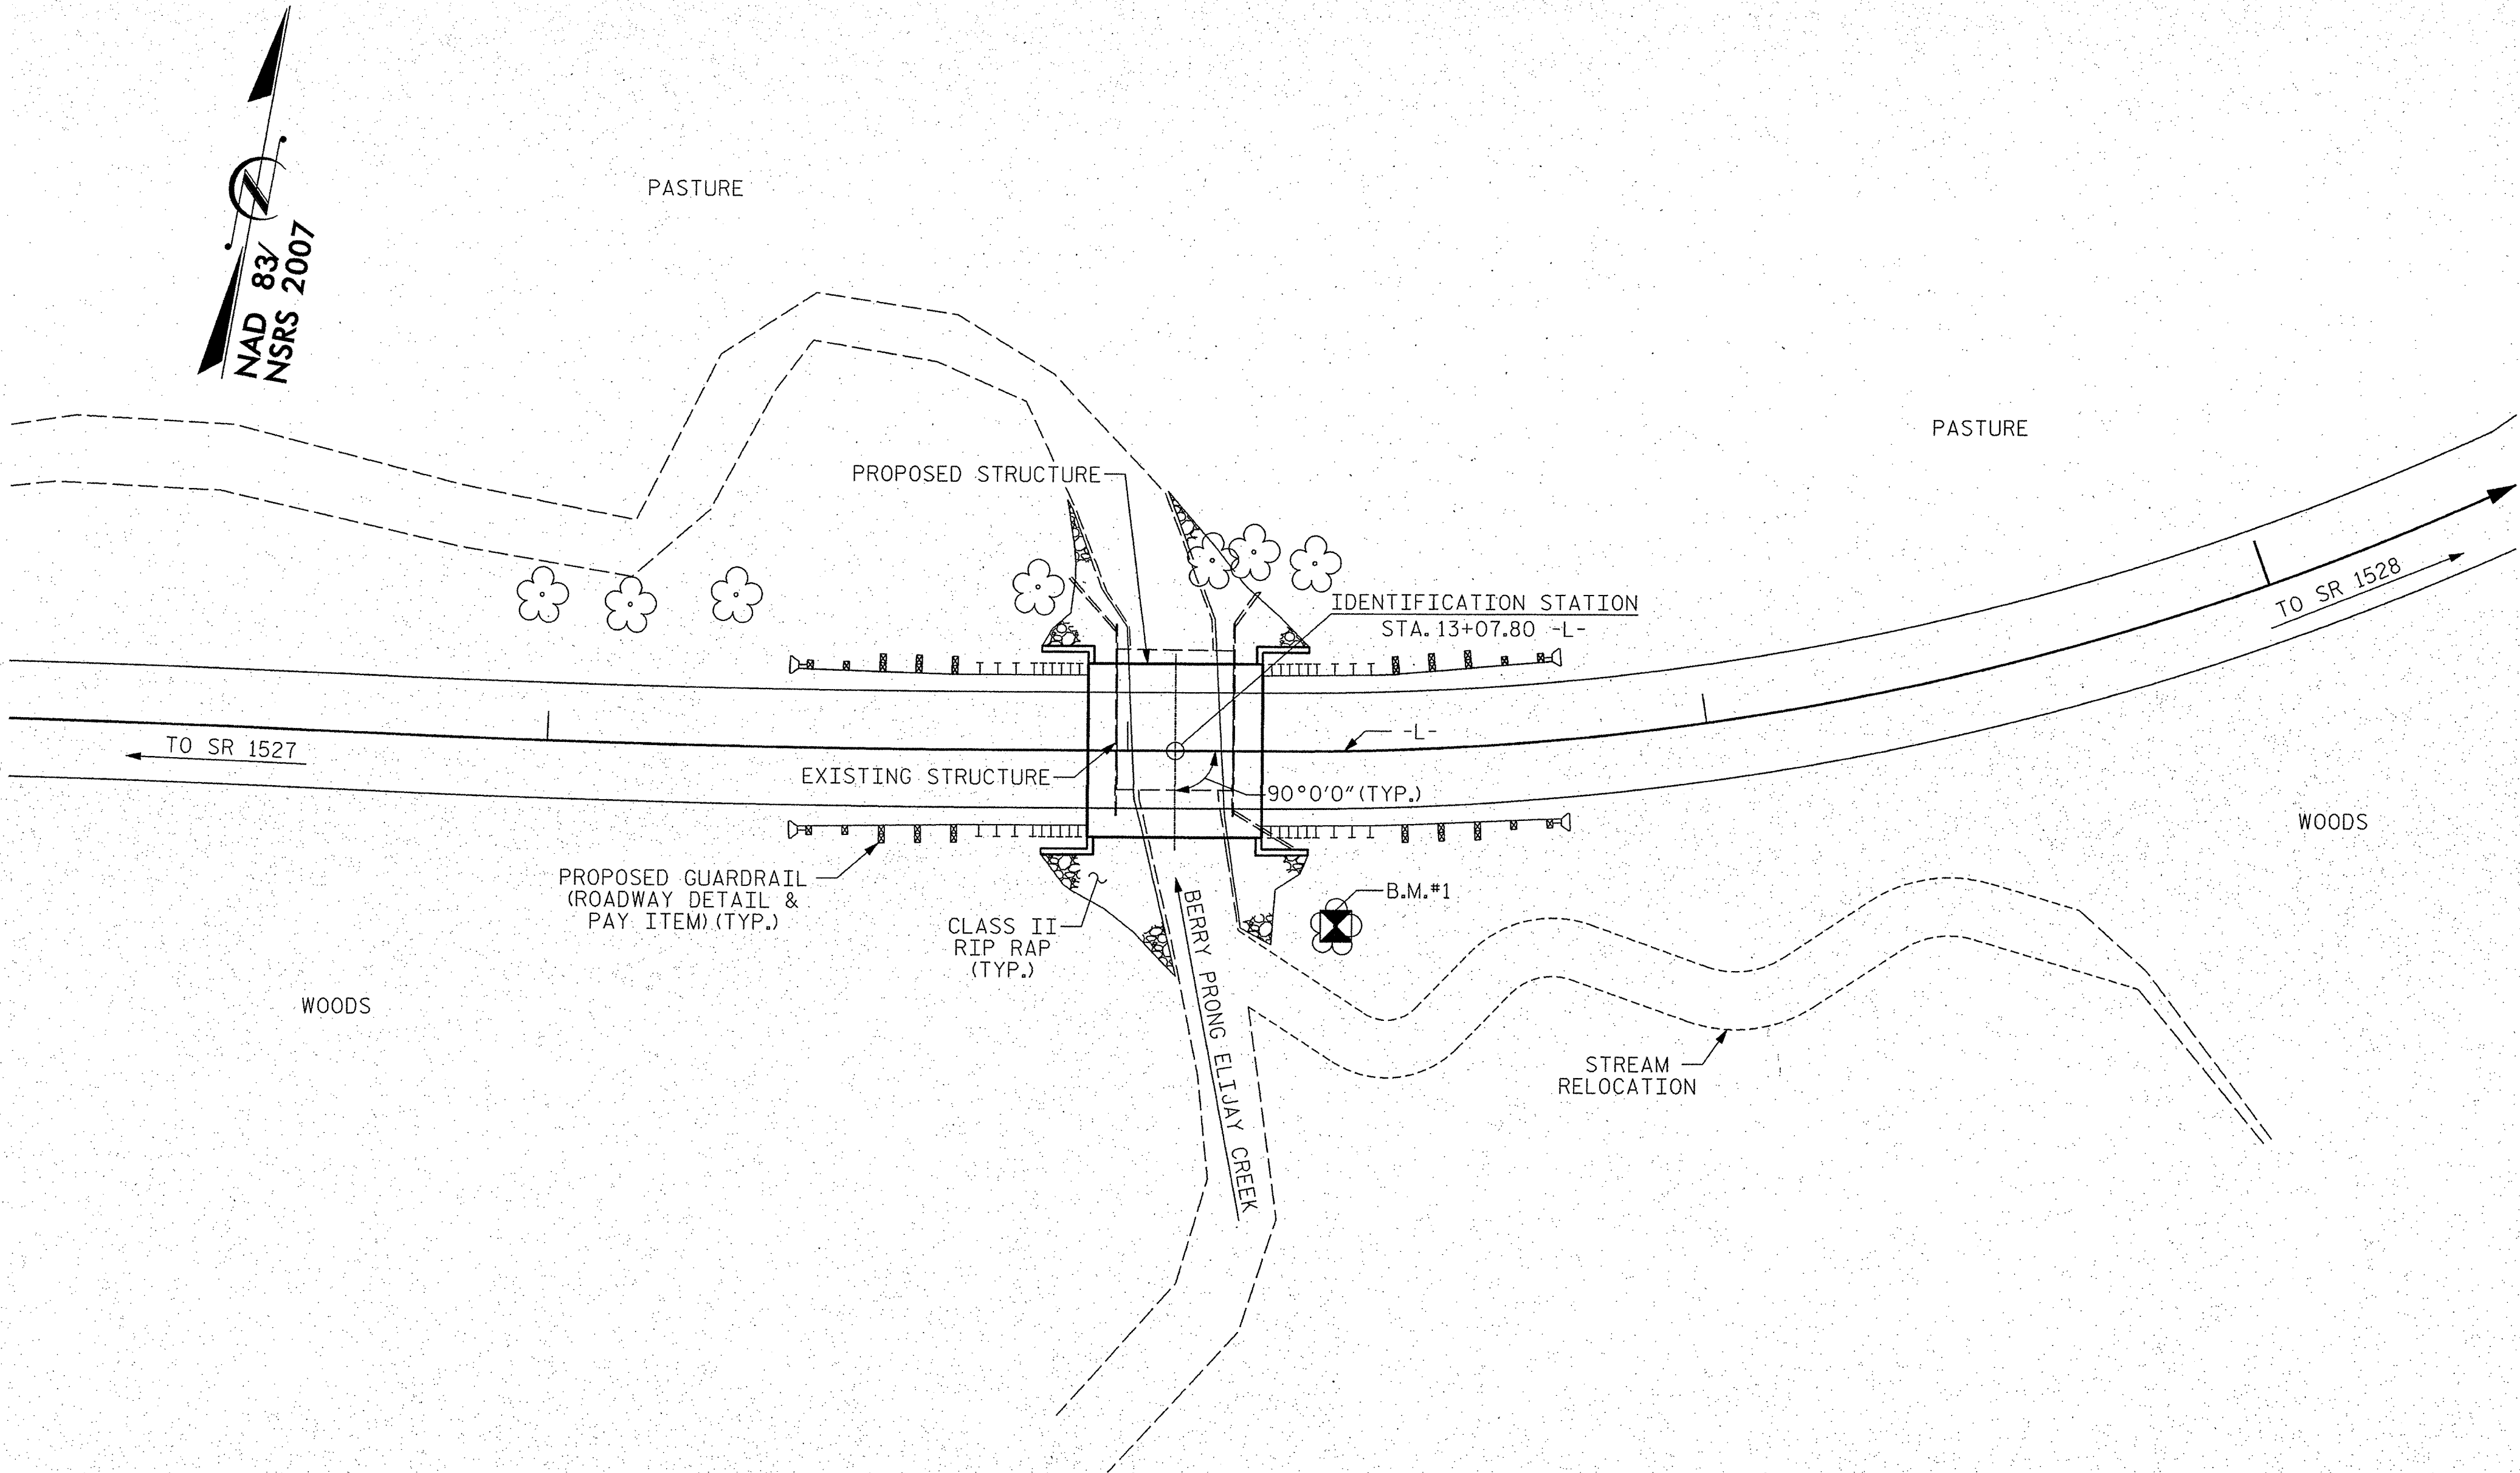 NAD 83/
NSRS 2007
PASTURE
PASTURE
PROPOSED STRUCTURE
IDENTIFICATION STATION
STA. 13+07.80 -L-
TO SR 1528
-L-
TO SR 1527
EXISTING STRUCTURE
90°0'0" (TYP.)
WOODS
PROPOSED GUARDRAIL
(ROADWAY DETAIL &
PAY ITEM) (TYP.)
B.M.#1
CLASS II
RIP RAP
(TYP.)
BERRY PRONG ELIJAY CREEK
WOODS
STREAM
RELOCATION